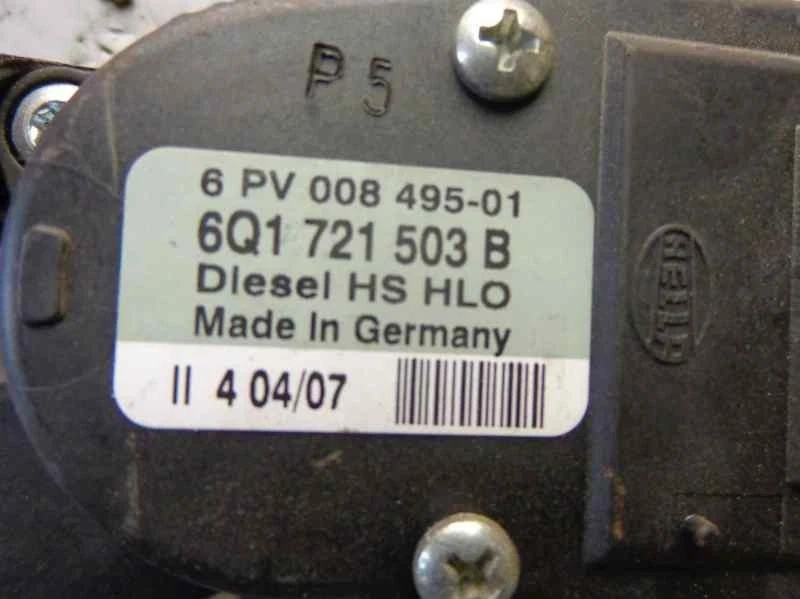 P 5
6 PV 008 495-01
6Q1 721 503 B
Diesel HS HLO
Made In Germany
II 4 04/07
HELLA